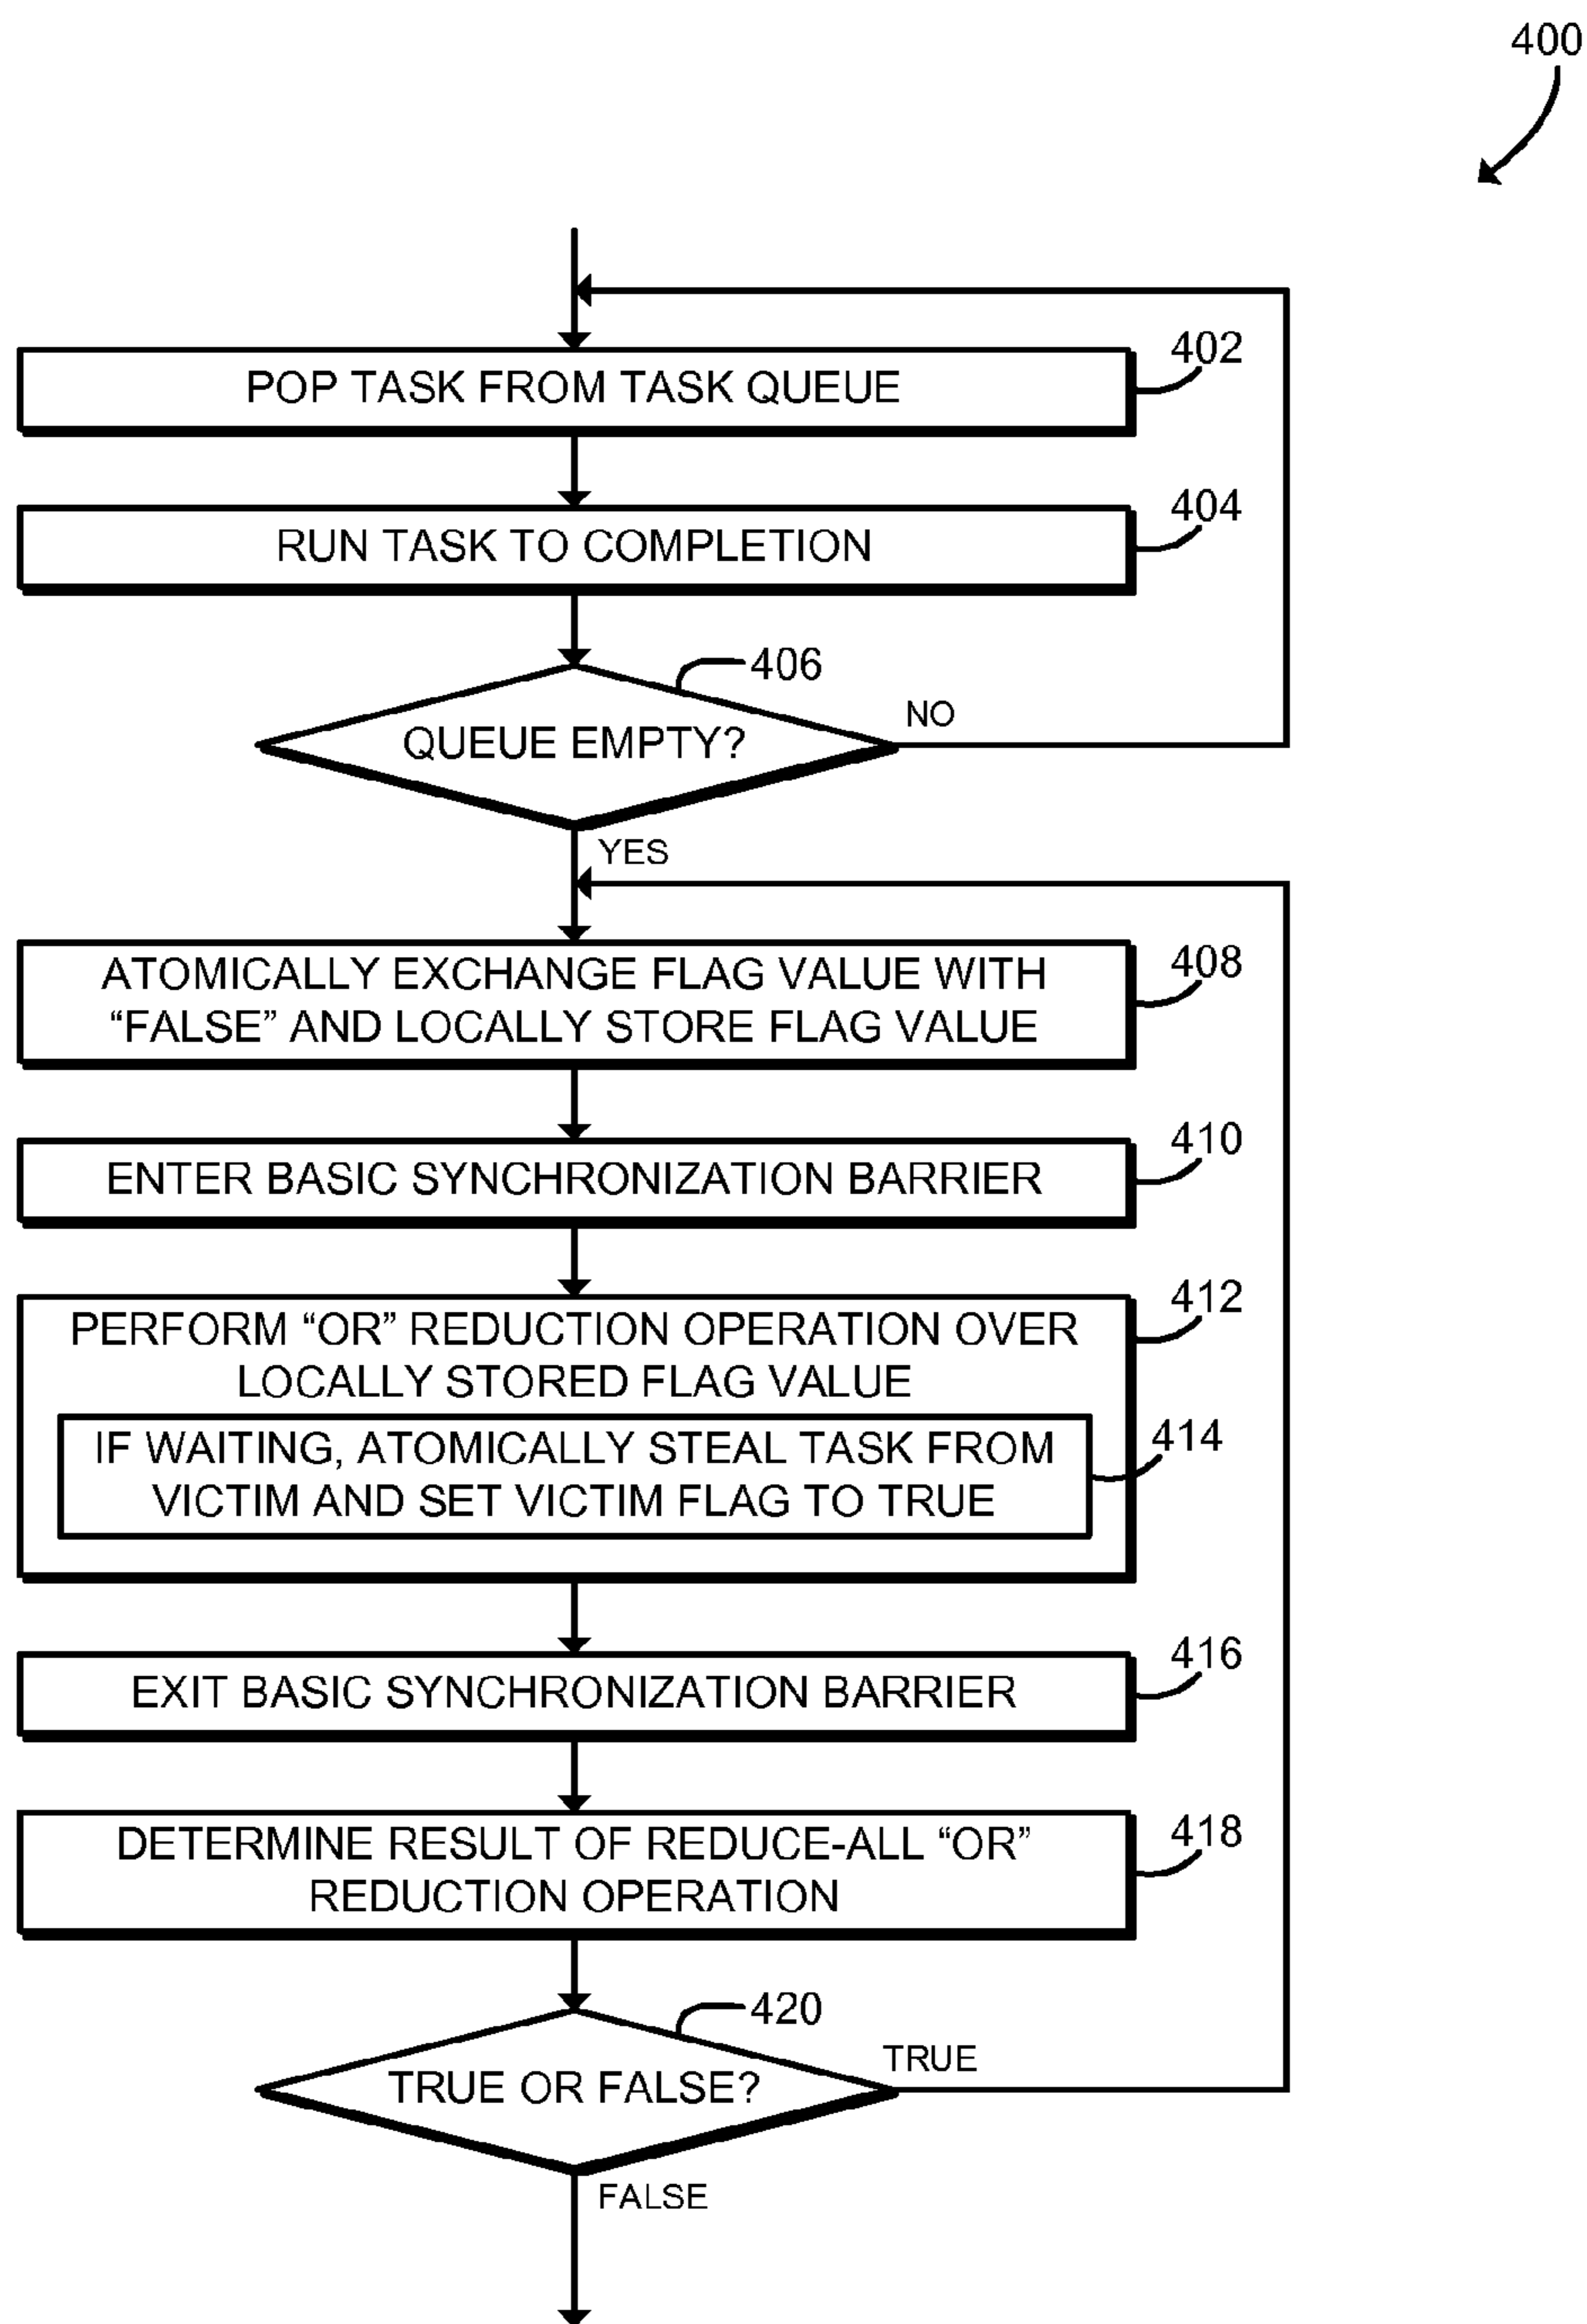 400
POP TASK FROM TASK QUEUE
402
RUN TASK TO COMPLETION
404
406
QUEUE EMPTY?
NO
YES
ATOMICALLY EXCHANGE FLAG VALUE WITH
“FALSE” AND LOCALLY STORE FLAG VALUE
408
ENTER BASIC SYNCHRONIZATION BARRIER
410
PERFORM “OR” REDUCTION OPERATION OVER
LOCALLY STORED FLAG VALUE
412
IF WAITING, ATOMICALLY STEAL TASK FROM
VICTIM AND SET VICTIM FLAG TO TRUE
414
EXIT BASIC SYNCHRONIZATION BARRIER
416
DETERMINE RESULT OF REDUCE-ALL “OR”
REDUCTION OPERATION
418
420
TRUE OR FALSE?
TRUE
FALSE